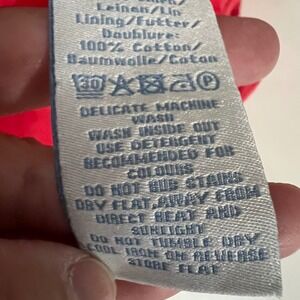 Leinen/Lin
Lining/Futter/
Doublure:
100% Cotton/
Baumwolle/Coton
30
DELICATE MACHINE
WASH
WASH INSIDE OUT
USE DETERGENT
RECOMMENDED FOR
COLOURS
DO NOT RUB STAINS
DRY FLAT,AWAY FROM
DIRECT HEAT AND
SUNLIGHT
DO NOT TUMBLE DRY
COOL IRON ON REVERSE
STORE FLAT